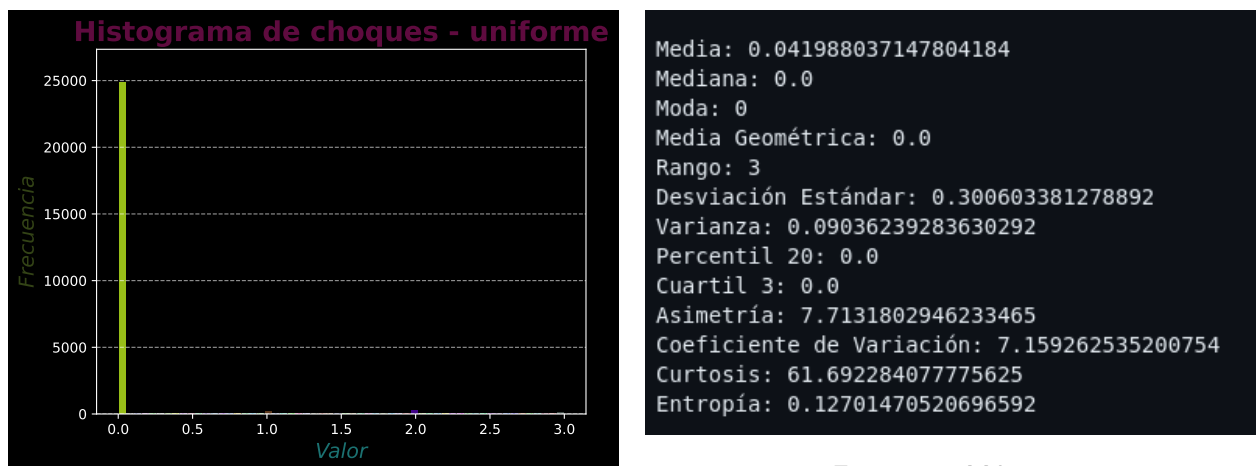 Histograma de choques - uniforme
25000
20000
15000
10000
5000
0
Frecuencia
0.0 0.5 1.0 1.5 2.0 2.5 3.0
Valor
Media: 0.041988037147804184
Mediana: 0.0
Moda: 0
Media Geométrica: 0.0
Rango: 3
Desviación Estándar: 0.300603381278892
Varianza: 0.09036239283630292
Percentil 20: 0.0
Cuartil 3: 0.0
Asimetría: 7.7131802946233465
Coeficiente de Variación: 7.159262535200754
Curtosis: 61.692284077775625
Entropía: 0.12701470520696592